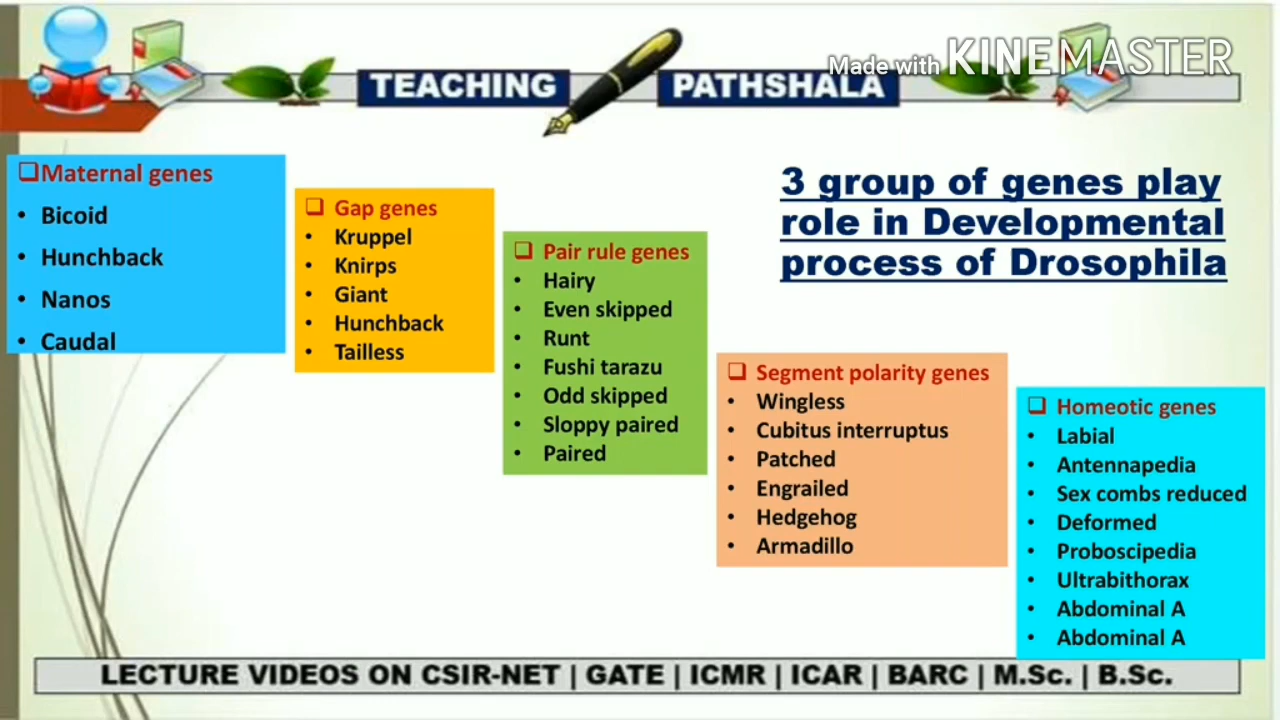 TEACHING PATHSHALA
Made with KINEMASTER
❑Maternal genes
• Bicoid
• Hunchback
• Nanos
• Caudal
❑ Gap genes
• Kruppel
• Knirps
• Giant
• Hunchback
• Tailless
❑ Pair rule genes
• Hairy
• Even skipped
• Runt
• Fushi tarazu
• Odd skipped
• Sloppy paired
• Paired
3 group of genes play
role in Developmental
process of Drosophila
❑ Segment polarity genes
• Wingless
• Cubitus interruptus
• Patched
• Engrailed
• Hedgehog
• Armadillo
❑ Homeotic genes
• Labial
• Antennapedia
• Sex combs reduced
• Deformed
• Proboscipedia
• Ultrabithorax
• Abdominal A
• Abdominal A
LECTURE VIDEOS ON CSIR-NET | GATE | ICMR | ICAR | BARC | M.Sc. | B.Sc.